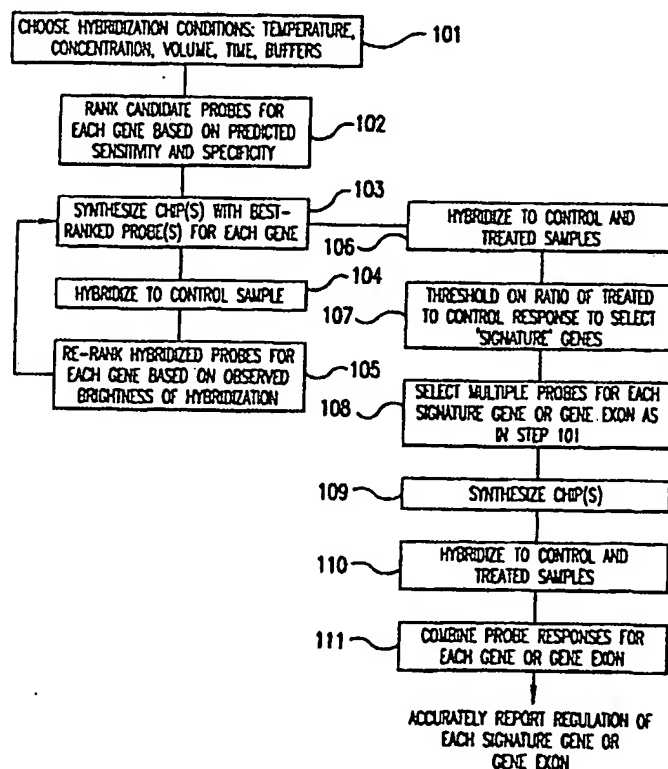 CHOOSE HYBRIDIZATION CONDITIONS: TEMPERATURE,
CONCENTRATION, VOLUME, TIME, BUFFERS
101
RANK CANDIDATE PROBES FOR
EACH GENE BASED ON PREDICTED
SENSITIVITY AND SPECIFICITY
102
SYNTHESIZE CHIP(S) WITH BEST-
RANKED PROBE(S) FOR EACH GENE
103
HYBRIDIZE TO CONTROL SAMPLE
104
RE-RANK HYBRIDIZED PROBES FOR
EACH GENE BASED ON OBSERVED
BRIGHTNESS OF HYBRIDIZATION
105
HYBRIDIZE TO CONTROL AND
TREATED SAMPLES
106
THRESHOLD ON RATIO OF TREATED
TO CONTROL RESPONSE TO SELECT
"SIGNATURE" GENES
107
SELECT MULTIPLE PROBES FOR EACH
SIGNATURE GENE OR GENE EXON AS
IN STEP 101
108
SYNTHESIZE CHIP(S)
109
HYBRIDIZE TO CONTROL AND
TREATED SAMPLES
110
COMBINE PROBE RESPONSES FOR
EACH GENE OR GENE EXON
111
ACCURATELY REPORT REGULATION OF
EACH SIGNATURE GENE OR
GENE EXON